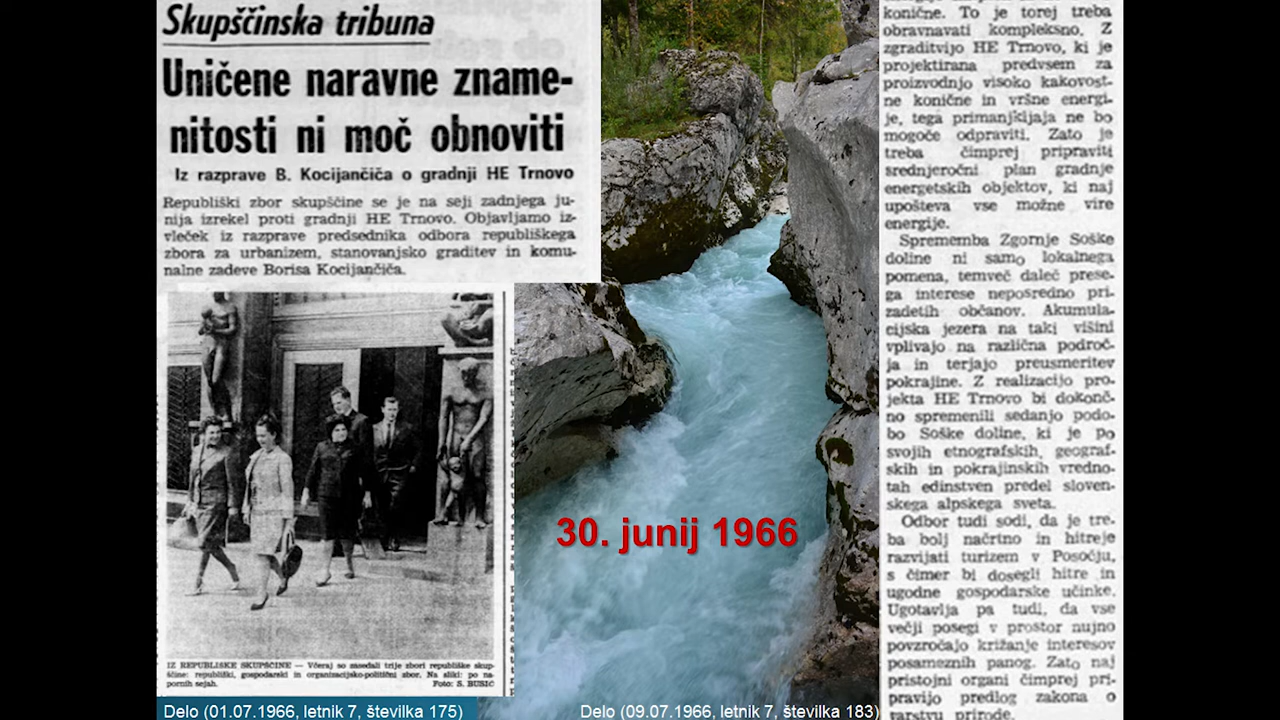 Skupščinska tribuna
Uničene naravne zname-
nitosti ni moč obnoviti
Iz razprave B. Kocijančiča o gradnji HE Trnovo
Republiški zbor skupščine se je na seji zadnjega ju-
nija izrekel proti gradnji HE Trnovo. Objavljamo iz-
vleček iz razprave predsednika odbora republiškega
zbora za urbanizem, stanovanjsko graditev in komu-
nalne zadeve Borisa Kocijančiča.
IZ REPUBLIŠKE SKUPŠČINE — Včeraj so zasedali trije zbori republiške skup-
ščine: republiški, gospodarski in organizacijsko-politični zbor. Na sliki: po na-
pornih sejah. Foto: S. BUSIČ
Delo (01.07.1966, letnik 7, številka 175)
30. junij 1966
Delo (09.07.1966, letnik 7, številka 183)
konične. To je torej treba
obravnavati kompleksno. Z
zgraditvijo HE Trnovo, ki je
projektirana predvsem za
proizvodnjo visoko kakovost-
ne konične in vršne energi-
je, tega primanjkljaja ne bo
mogoče odpraviti. Zato je
treba čimprej pripraviti
srednjeročni plan gradnje
energetskih objektov, ki naj
upošteva vse možne vire
energije.
Sprememba Zgornje Soške
doline ni samo lokalnega
pomena, temveč daleč prese-
ga interese neposredno pri-
zadetih občanov. Akumula-
cijska jezera na taki višini
vplivajo na različna področ-
ja in terjajo preusmeritev
pokrajine. Z realizacijo pro-
jekta HE Trnovo bi dokonč-
no spremenili sedanjo podo-
bo Soške doline, ki je po
svojih etnografskih, geograf-
skih in pokrajinskih vredno-
tah edinstven predel sloven-
skega alpskega sveta.
Odbor tudi sodi, da je tre-
ba bolj načrtno in hitreje
razvijati turizem v Posočju,
s čimer bi dosegli hitre in
ugodne gospodarske učinke.
Ugotavlja pa tudi, da vse
večji posegi v prostor nujno
povzročajo križanje interesov
posameznih panog. Zato naj
pristojni organi čimprej pri-
pravijo predlog zakona o
varstvu prirode.